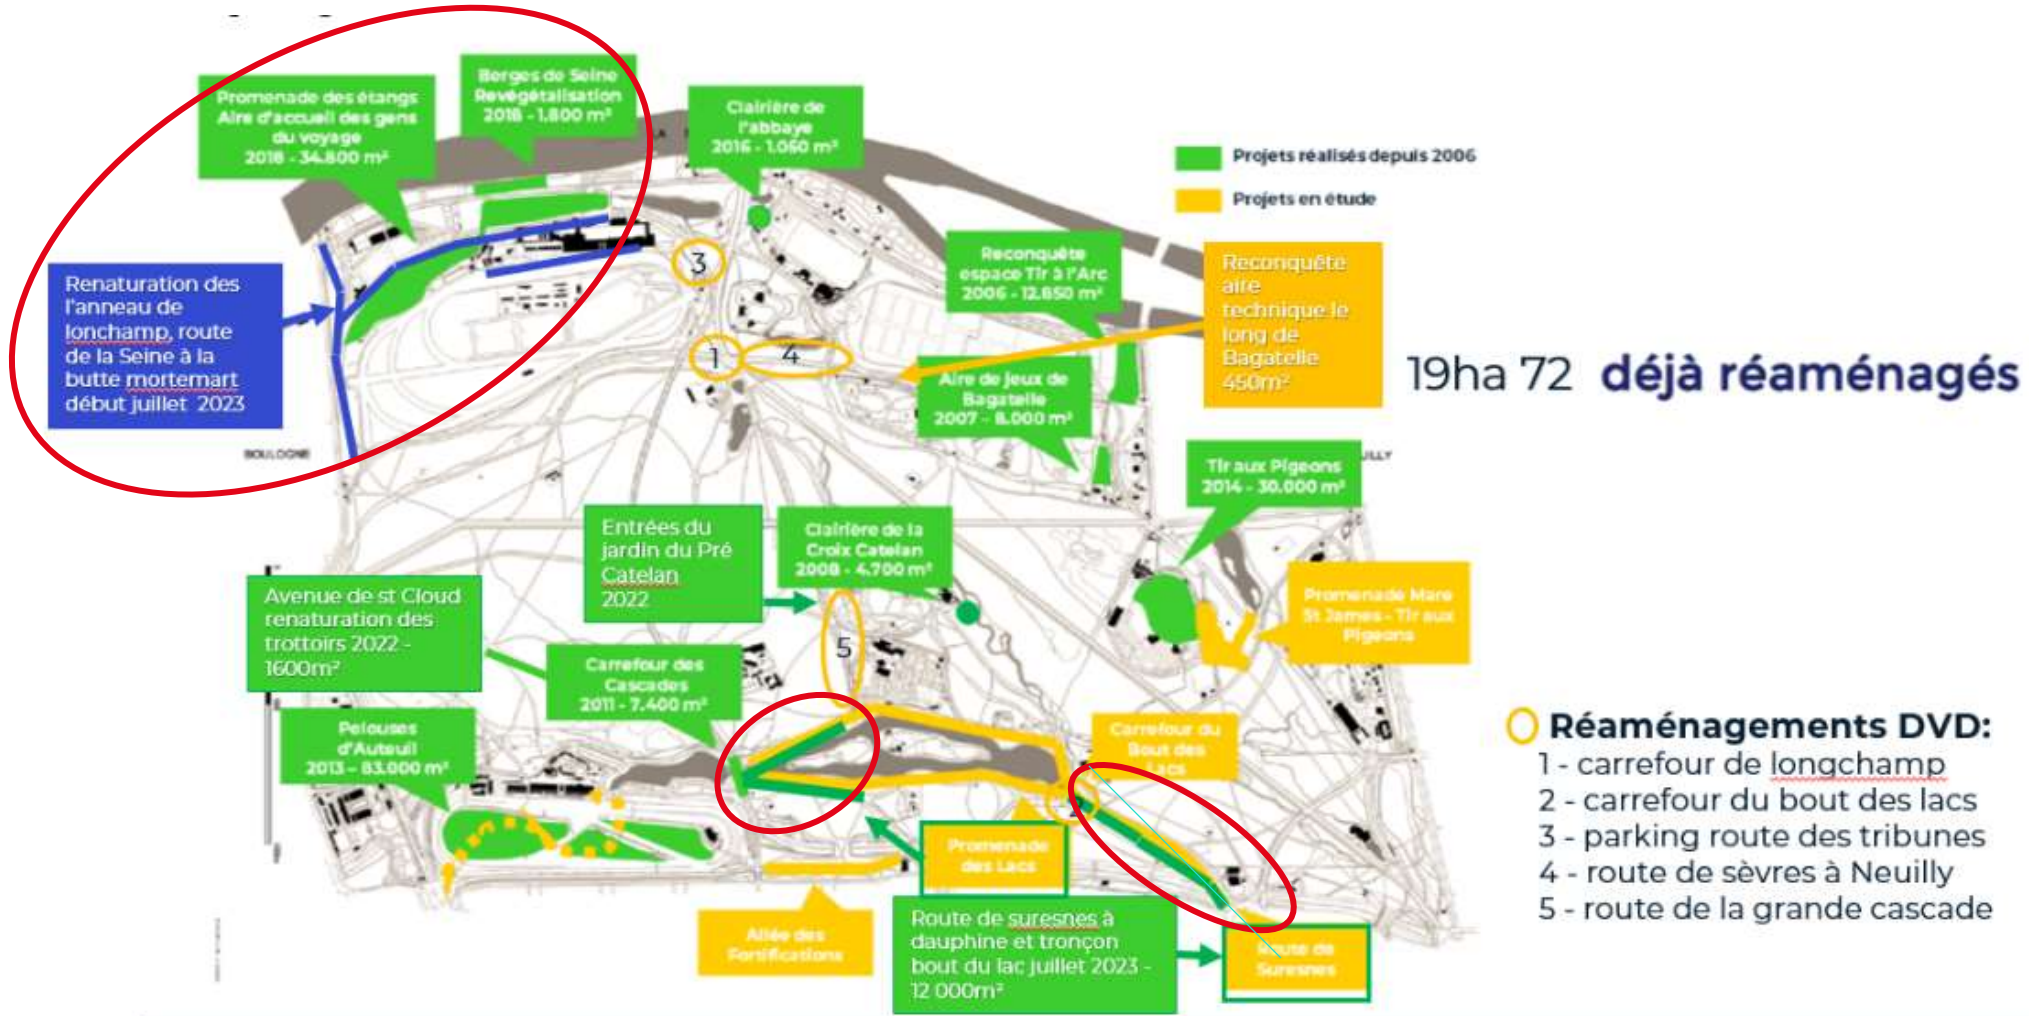 Promenade des étangs
Aire d'accueil des gens
du voyage
2018 - 34.800 m²
Berges de Seine
Revégétalisation
2018 - 1.800 m²
Clairière de
l'abbaye
2016 - 1.060 m²
Projets réalisés depuis 2006
Projets en étude
Renaturation des
l'anneau de
lonchamp, route
de la Seine à la
butte mortemart
début juillet 2023
3
Reconquête
espace Tir à l'Arc
2006 - 12.850 m²
Reconquête
aire
technique le
long de
Bagatelle
450m²
1
4
Aire de jeux de
Bagatelle
2007 - 8.000 m²
19ha 72 déjà réaménagés
BOULOGNE
Tir aux Pigeons
2014 - 30.000 m²
Entrées du
jardin du Pré
Catelan
2022
Clairière de la
Croix Catelan
2008 - 4.700 m²
Avenue de st Cloud
renaturation des
trottoirs 2022 -
1600m²
Promenade Mare
St James - Tir aux
Pigeons
5
Carrefour des
Cascades
2011 - 7.400 m²
Pelouses
d'Auteuil
2013 - 83.000 m²
Carrefour du
Bout des
Lacs
Réaménagements DVD:
1 - carrefour de longchamp
2 - carrefour du bout des lacs
3 - parking route des tribunes
4 - route de sèvres à Neuilly
5 - route de la grande cascade
Promenade
des Lacs
Allée des
Fortifications
Route de suresnes à
dauphine et tronçon
bout du lac juillet 2023 -
12 000m²
Route de
Suresnes